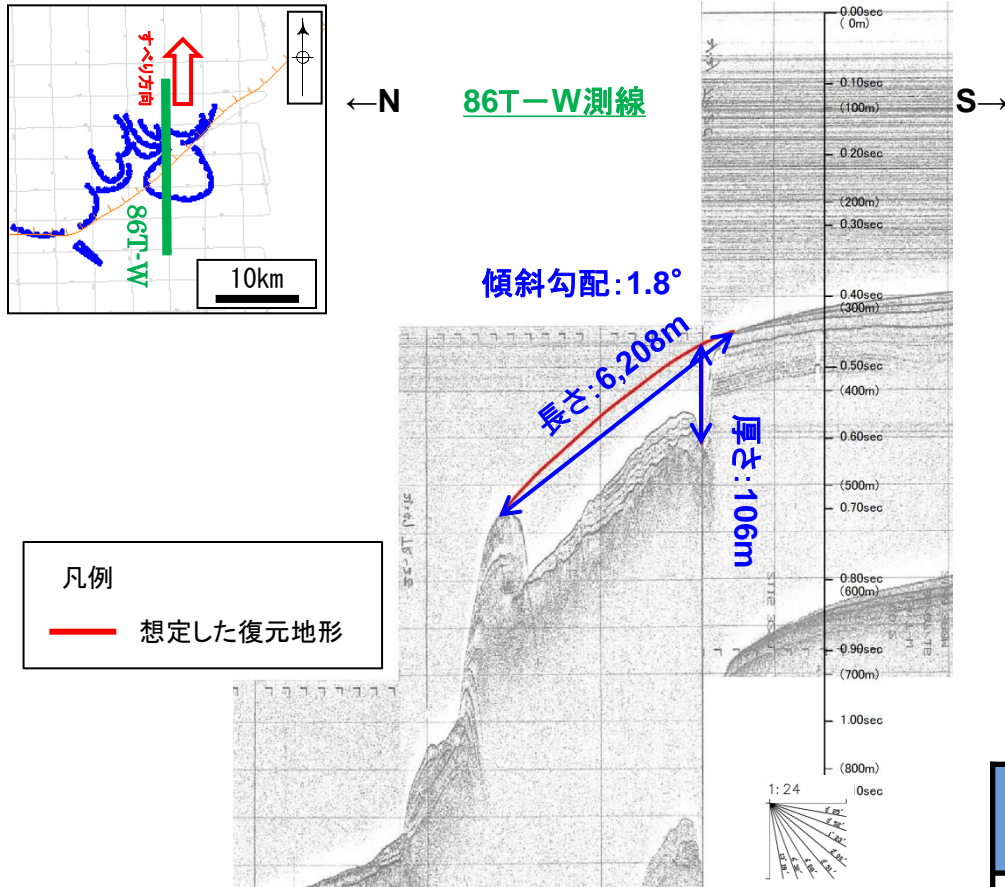 すべり方向
86T-W
10km
←N
86T－W測線
S→
0.00sec
( 0m)
0.10sec
(100m)
0.20sec
(200m)
0.30sec
0.40sec
(300m)
0.50sec
(400m)
0.60sec
(500m)
0.70sec
0.80sec
(600m)
0.90sec
(700m)
1.00sec
(800m)
0sec
傾斜勾配：1.8°
長さ：6,208m
厚さ：106m
凡例
想定した復元地形
1:24